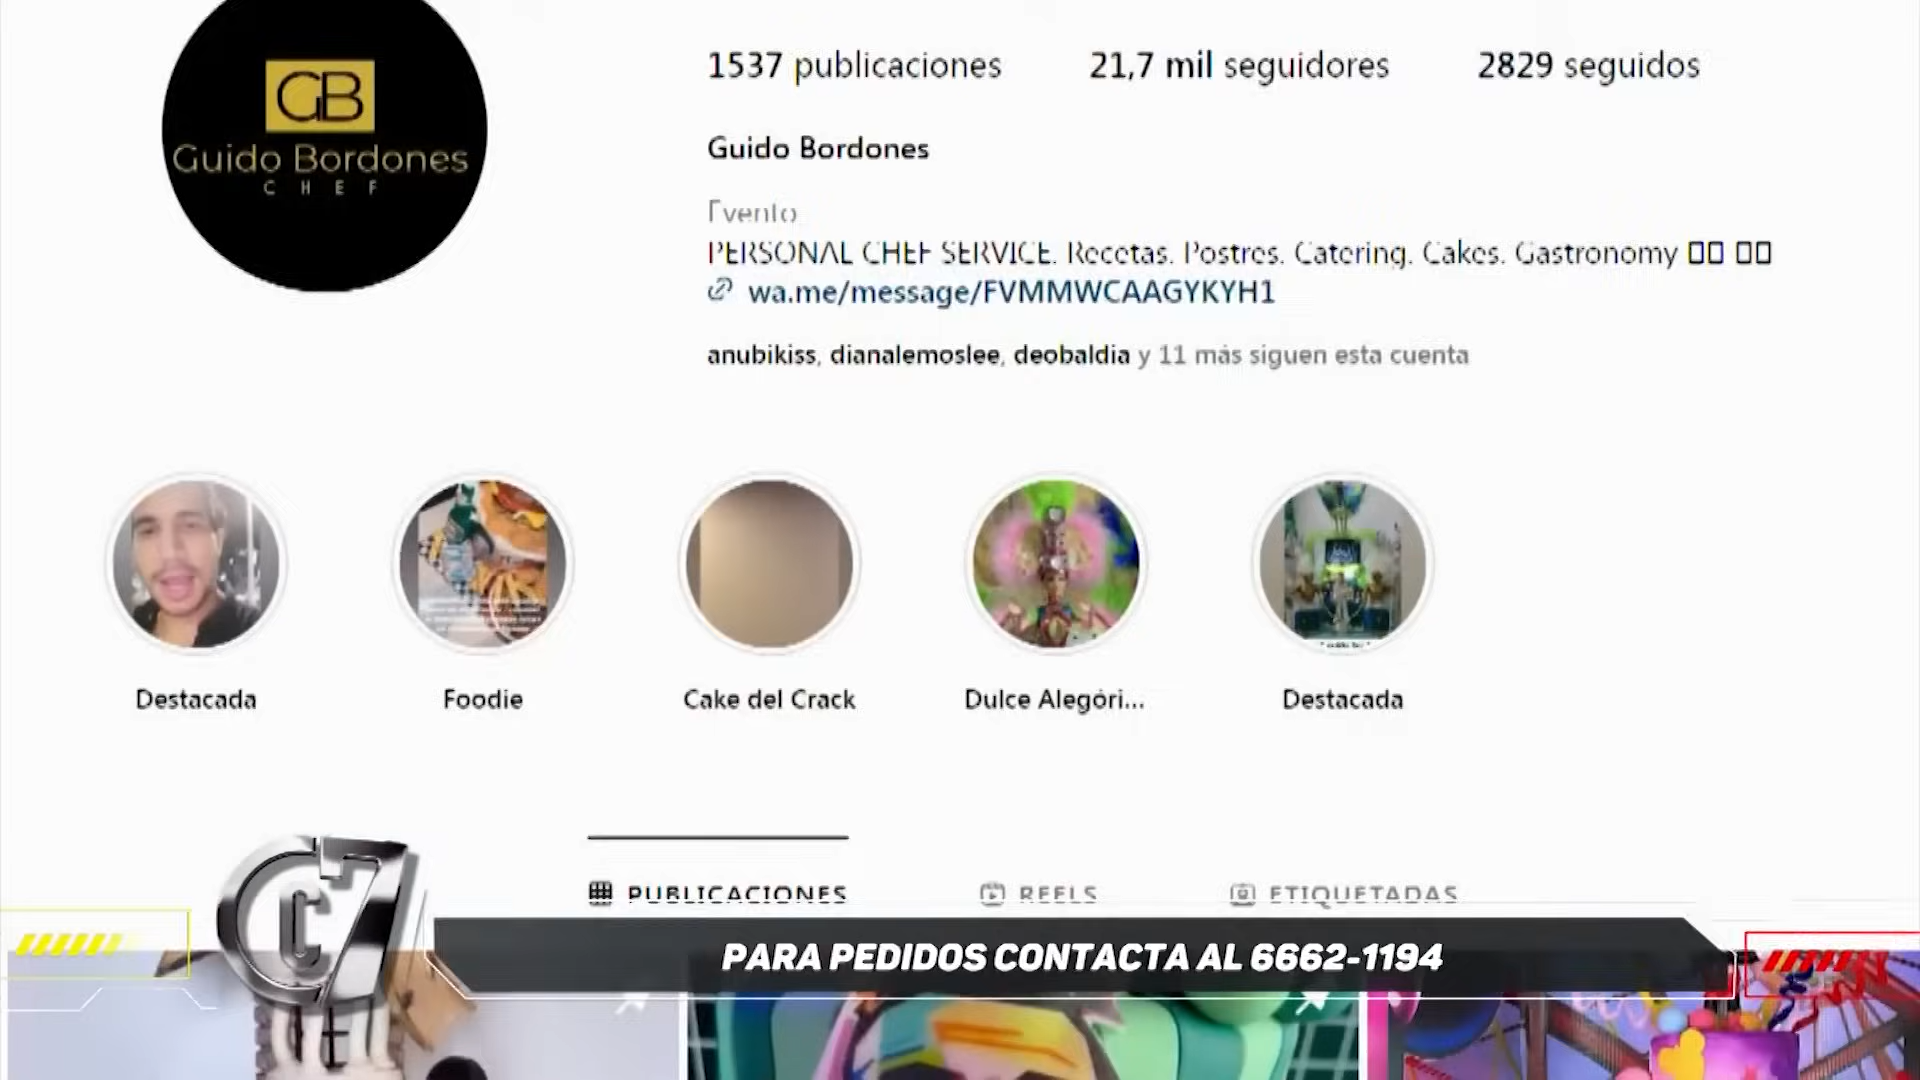 GB
Guido Bordones
CHEF
1537 publicaciones 21,7 mil seguidores 2829 seguidos
Guido Bordones
Evento
PERSONAL CHEF SERVICE. Recetas. Postres. Catering. Cakes. Gastronomy
wa.me/message/FVMMWCAAGYKYH1
anubikiss, dianalemoslee, deobaldia y 11 más siguen esta cuenta
Destacada Foodie Cake del Crack Dulce Alegóri... Destacada
PUBLICACIONES REELS ETIQUETADAS
C7
PARA PEDIDOS CONTACTA AL 6662-1194